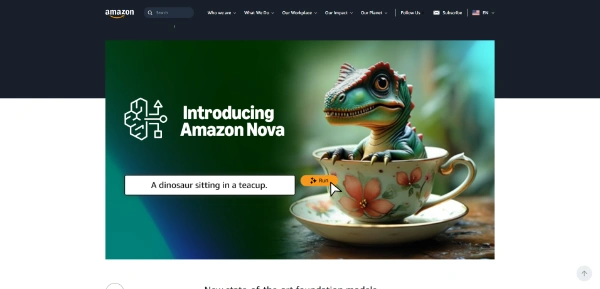 amazon
Search
Who we are
What We Do
Our Workplace
Our Impact
Our Planet
Follow Us
Subscribe
EN
Introducing
Amazon Nova
A dinosaur sitting in a teacup.
Run
New state-of-the-art foundation models